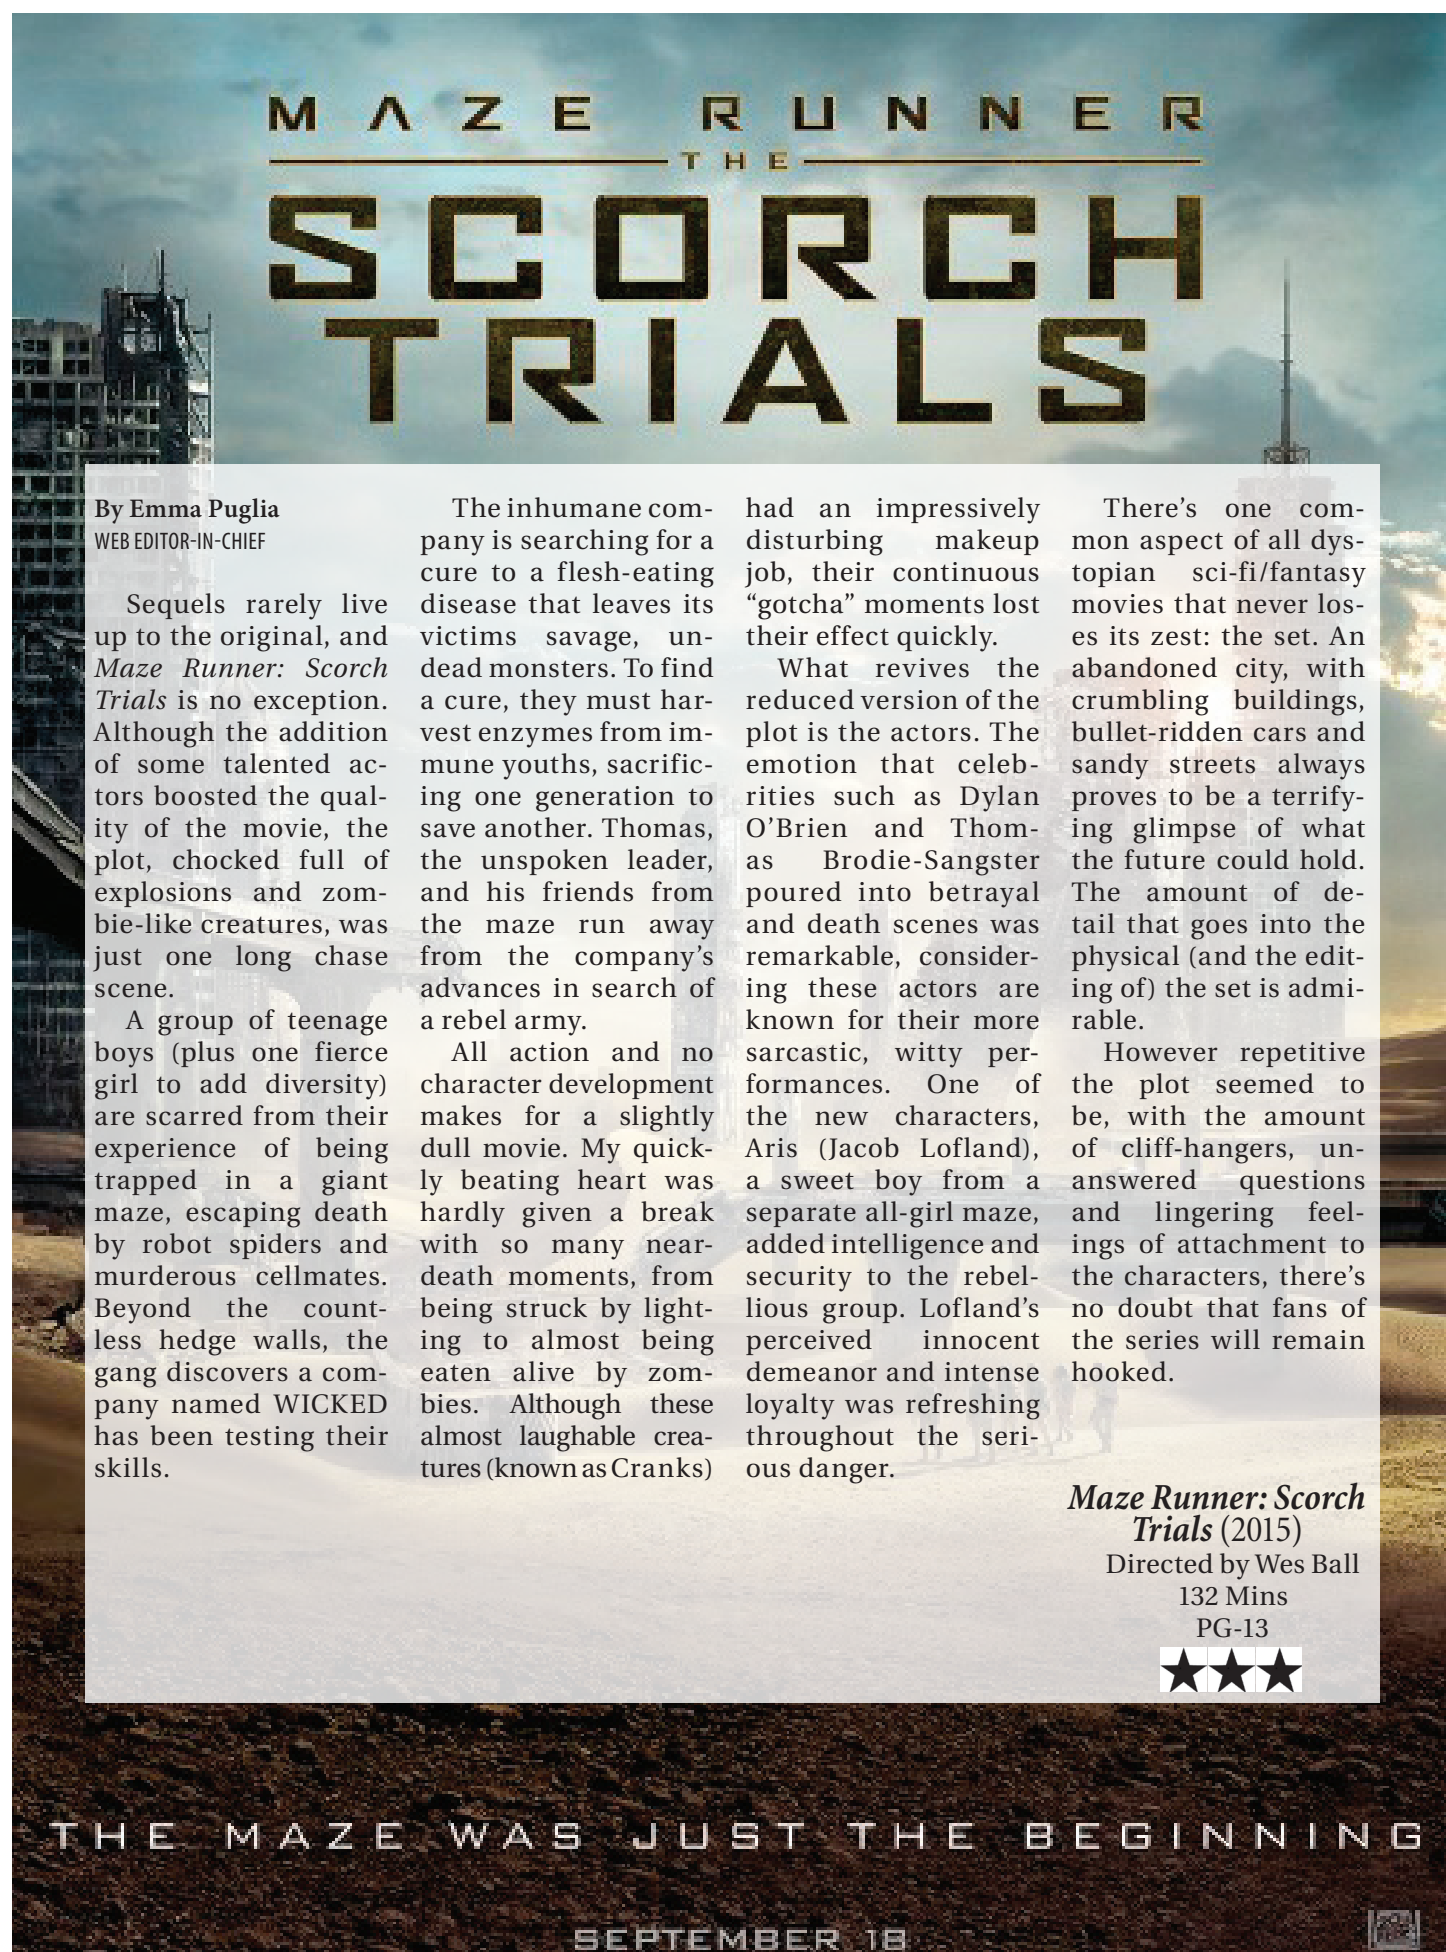 MAZE RUNNER
THE
SCORCH
TRIALS
By Emma Puglia
WEB EDITOR-IN-CHIEF
Sequels rarely live
up to the original, and
Maze Runner: Scorch
Trials is no exception.
Although the addition
of some talented ac-
tors boosted the qual-
ity of the movie, the
plot, chocked full of
explosions and zom-
bie-like creatures, was
just one long chase
scene.
A group of teenage
boys (plus one fierce
girl to add diversity)
are scarred from their
experience of being
trapped in a giant
maze, escaping death
by robot spiders and
murderous cellmates.
Beyond the count-
less hedge walls, the
gang discovers a com-
pany named WICKED
has been testing their
skills.
The inhumane com-
pany is searching for a
cure to a flesh-eating
disease that leaves its
victims savage, un-
dead monsters. To find
a cure, they must har-
vest enzymes from im-
mune youths, sacrific-
ing one generation to
save another. Thomas,
the unspoken leader,
and his friends from
the maze run away
from the company's
advances in search of
a rebel army.
All action and no
character development
makes for a slightly
dull movie. My quick-
ly beating heart was
hardly given a break
with so many near-
death moments, from
being struck by light-
ing to almost being
eaten alive by zom-
bies. Although these
almost laughable crea-
tures (known as Cranks)
had an impressively
disturbing makeup
job, their continuous
“gotcha” moments lost
their effect quickly.
What revives the
reduced version of the
plot is the actors. The
emotion that celeb-
rities such as Dylan
O'Brien and Thom-
as Brodie-Sangster
poured into betrayal
and death scenes was
remarkable, consider-
ing these actors are
known for their more
sarcastic, witty per-
formances. One of
the new characters,
Aris (Jacob Lofland),
a sweet boy from a
separate all-girl maze,
added intelligence and
security to the rebel-
lious group. Lofland's
perceived innocent
demeanor and intense
loyalty was refreshing
throughout the seri-
ous danger.
There's one com-
mon aspect of all dys-
topian sci-fi/fantasy
movies that never los-
es its zest: the set. An
abandoned city, with
crumbling buildings,
bullet-ridden cars and
sandy streets always
proves to be a terrify-
ing glimpse of what
the future could hold.
The amount of de-
tail that goes into the
physical (and the edit-
ing of) the set is admi-
rable.
However repetitive
the plot seemed to
be, with the amount
of cliff-hangers, un-
answered questions
and lingering feel-
ings of attachment to
the characters, there's
no doubt that fans of
the series will remain
hooked.
Maze Runner: Scorch
Trials (2015)
Directed by Wes Ball
132 Mins
PG-13
THE MAZE WAS JUST THE BEGINNING
SEPTEMBER 18